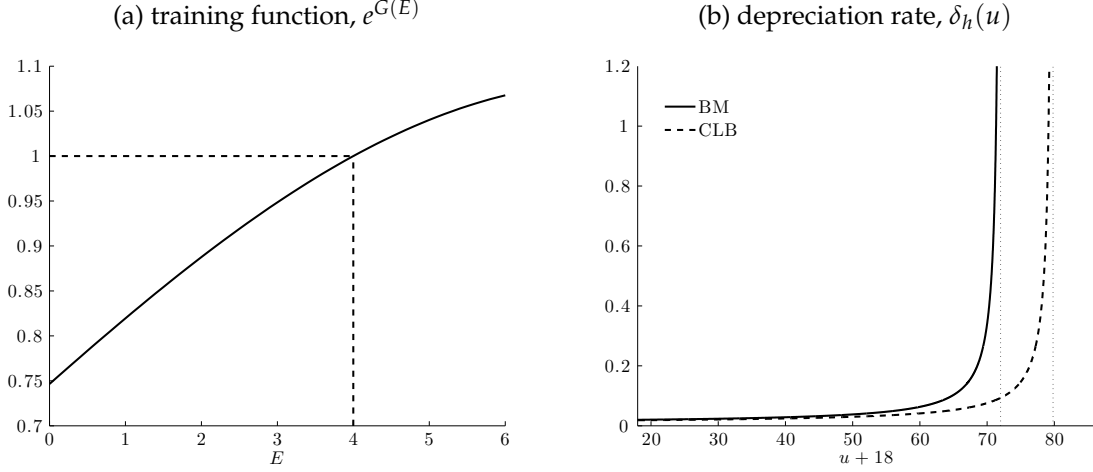 (a) training function, e^{G(E)}
1.1
1.05
1
0.95
0.9
0.85
0.8
0.75
0.7
0 1 2 3 4 5 6
E
(b) depreciation rate, δ_h(u)
1.2
1
0.8
0.6
0.4
0.2
0
BM
CLB
20 30 40 50 60 70 80
u + 18